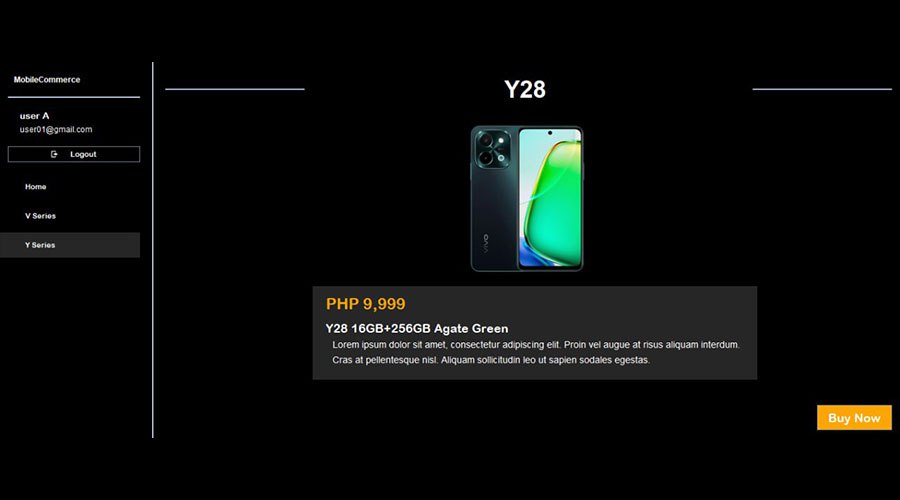 MobileCommerce
user A
user01@gmail.com
Logout
Home
V Series
Y Series
Y28
vivo
PHP 9,999
Y28 16GB+256GB Agate Green
Lorem ipsum dolor sit amet, consectetur adipiscing elit. Proin vel augue at risus aliquam interdum.
Cras at pellentesque nisl. Aliquam sollicitudin leo ut sapien sodales egestas.
Buy Now